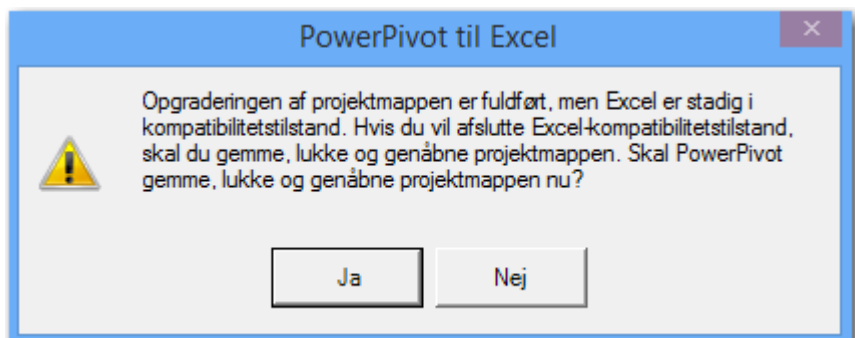 PowerPivot til Excel
Opgraderingen af projektmappen er fuldført, men Excel er stadig i
kompatibilitetstilstand. Hvis du vil afslutte Excel-kompatibilitetstilstand,
skal du gemme, lukke og genåbne projektmappen. Skal PowerPivot
gemme, lukke og genåbne projektmappen nu?
Ja
Nej